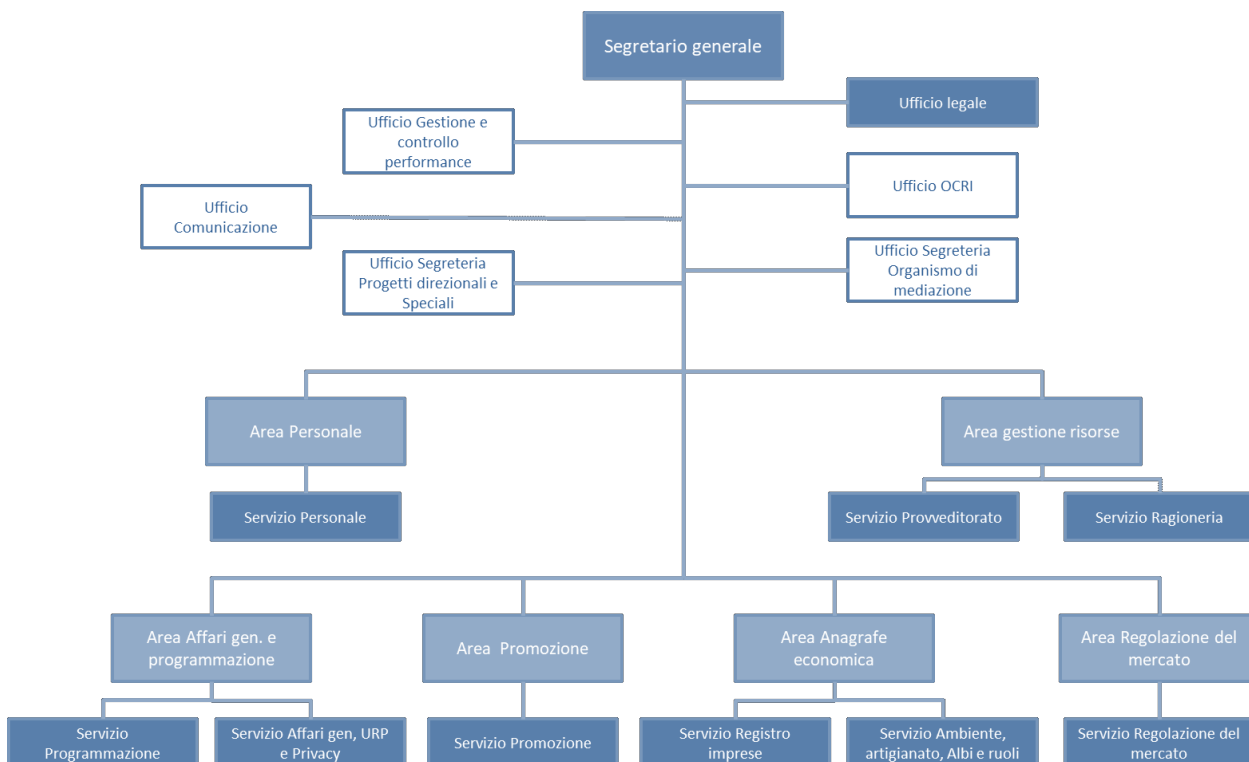 Segretario generale
Ufficio legale
Ufficio Gestione e
controllo
performance
Ufficio OCRI
Ufficio
Comunicazione
Ufficio Segreteria
Progetti direzionali e
Speciali
Ufficio Segreteria
Organismo di
mediazione
Area Personale
Area gestione risorse
Servizio Personale
Servizio Provveditorato
Servizio Ragioneria
Area Affari gen. e
programmazione
Area Promozione
Area Anagrafe
economica
Area Regolazione del
mercato
Servizio
Programmazione
Servizio Affari gen, URP
e Privacy
Servizio Promozione
Servizio Registro
imprese
Servizio Ambiente,
artigianato, Albi e ruoli
Servizio Regolazione del
mercato